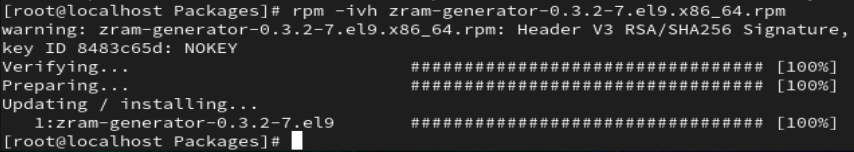 [root@localhost Packages]# rpm -ivh zram-generator-0.3.2-7.el9.x86_64.rpm
warning: zram-generator-0.3.2-7.el9.x86_64.rpm: Header V3 RSA/SHA256 Signature,
key ID 8483c65d: NOKEY
Verifying...                          ################################# [100%]
Preparing...                          ################################# [100%]
Updating / installing...
   1:zram-generator-0.3.2-7.el9       ################################# [100%]
[root@localhost Packages]#